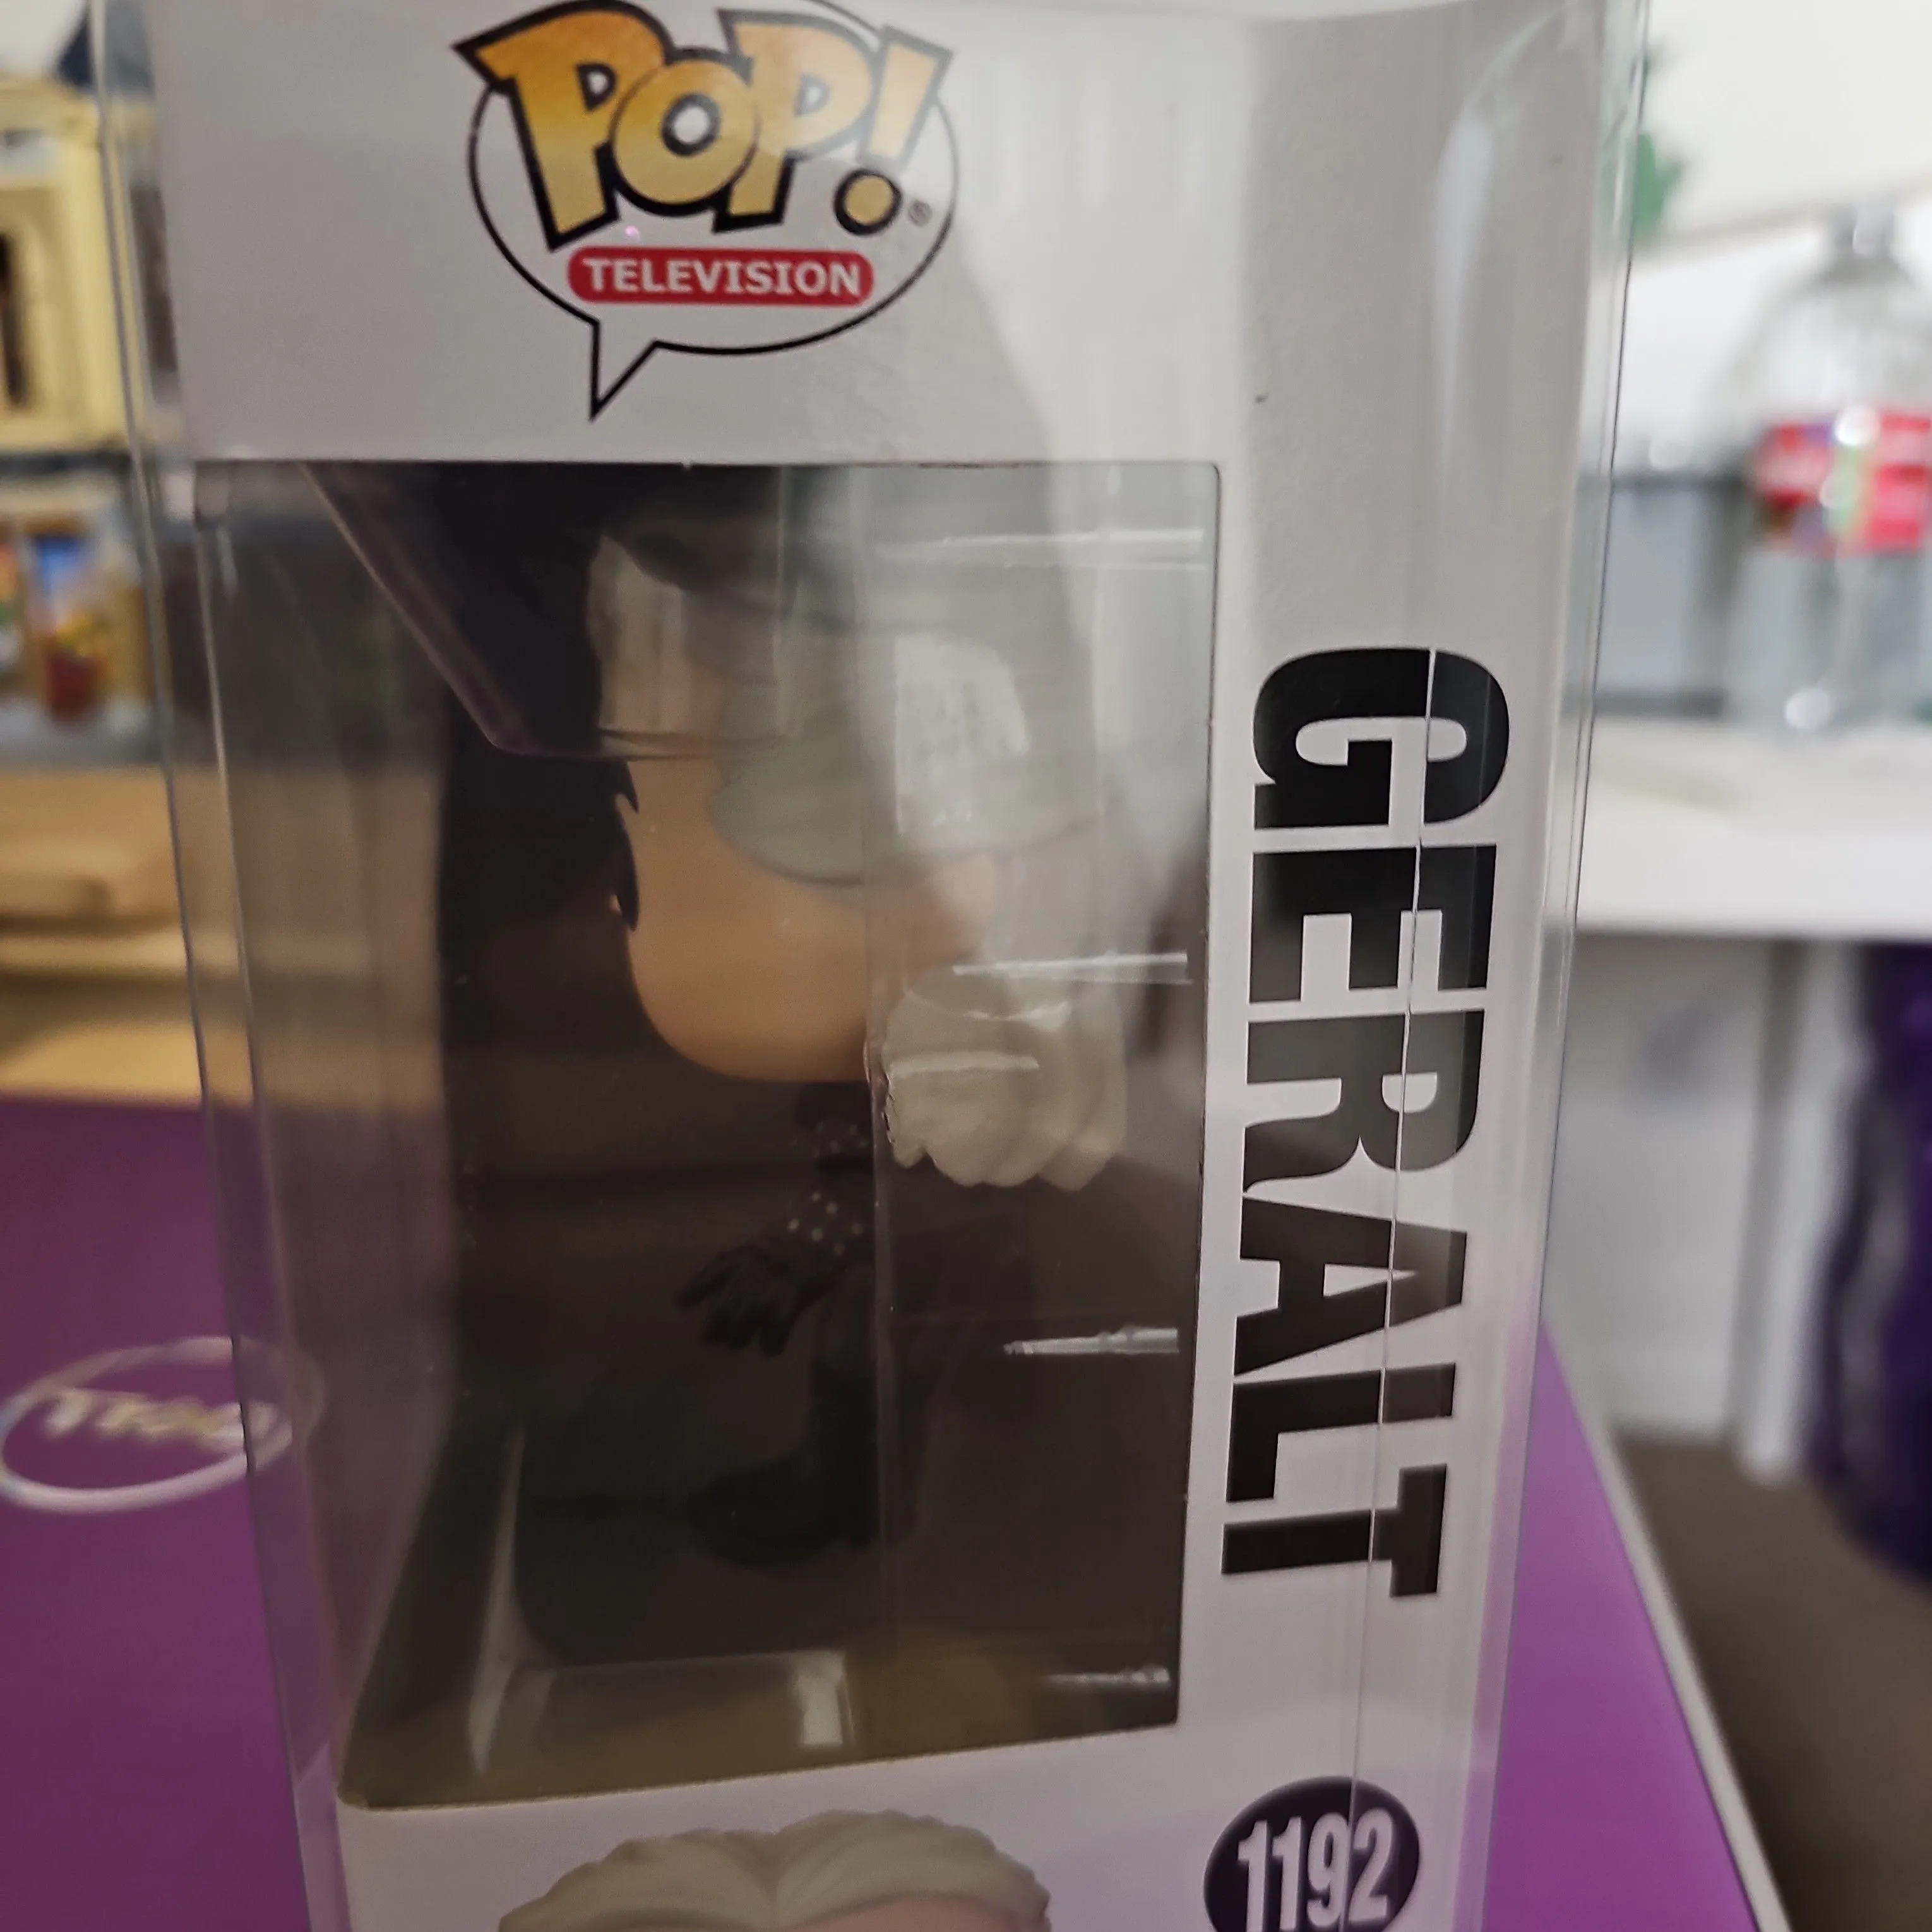 POP!
TELEVISION
GERALT
1192